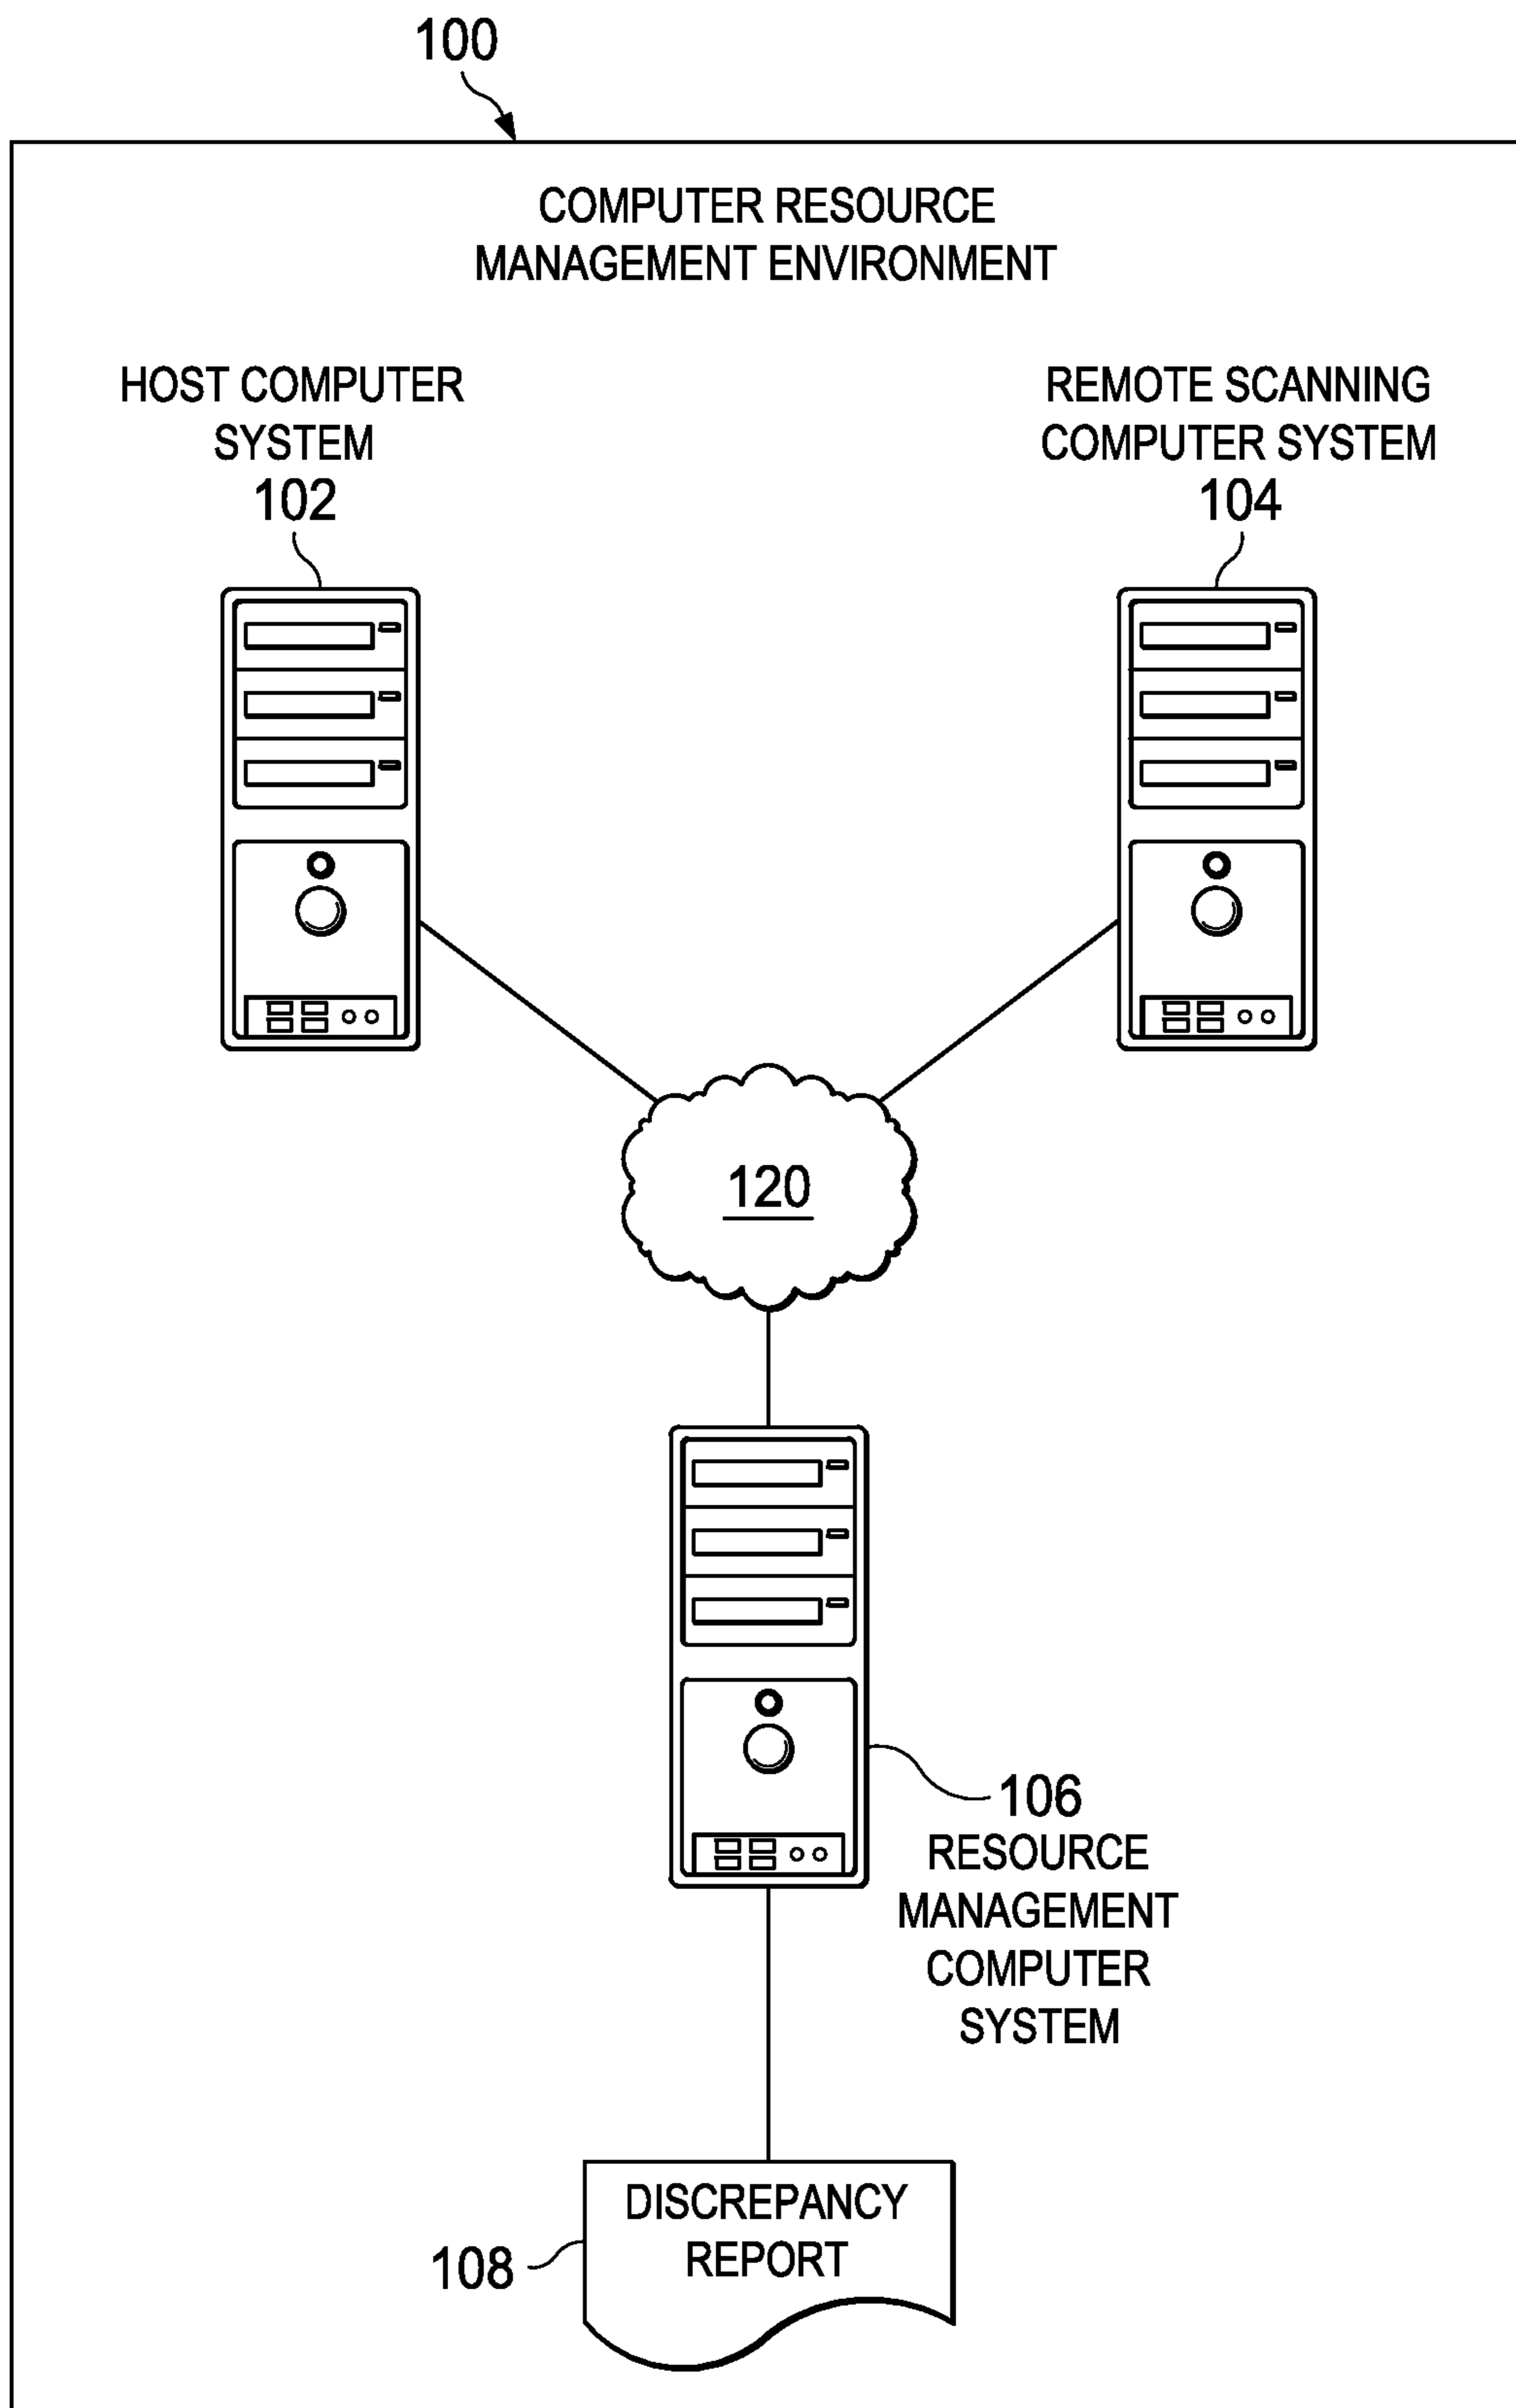 100
COMPUTER RESOURCE
MANAGEMENT ENVIRONMENT
HOST COMPUTER
SYSTEM
102
REMOTE SCANNING
COMPUTER SYSTEM
104
120
106
RESOURCE
MANAGEMENT
COMPUTER
SYSTEM
DISCREPANCY
REPORT
108